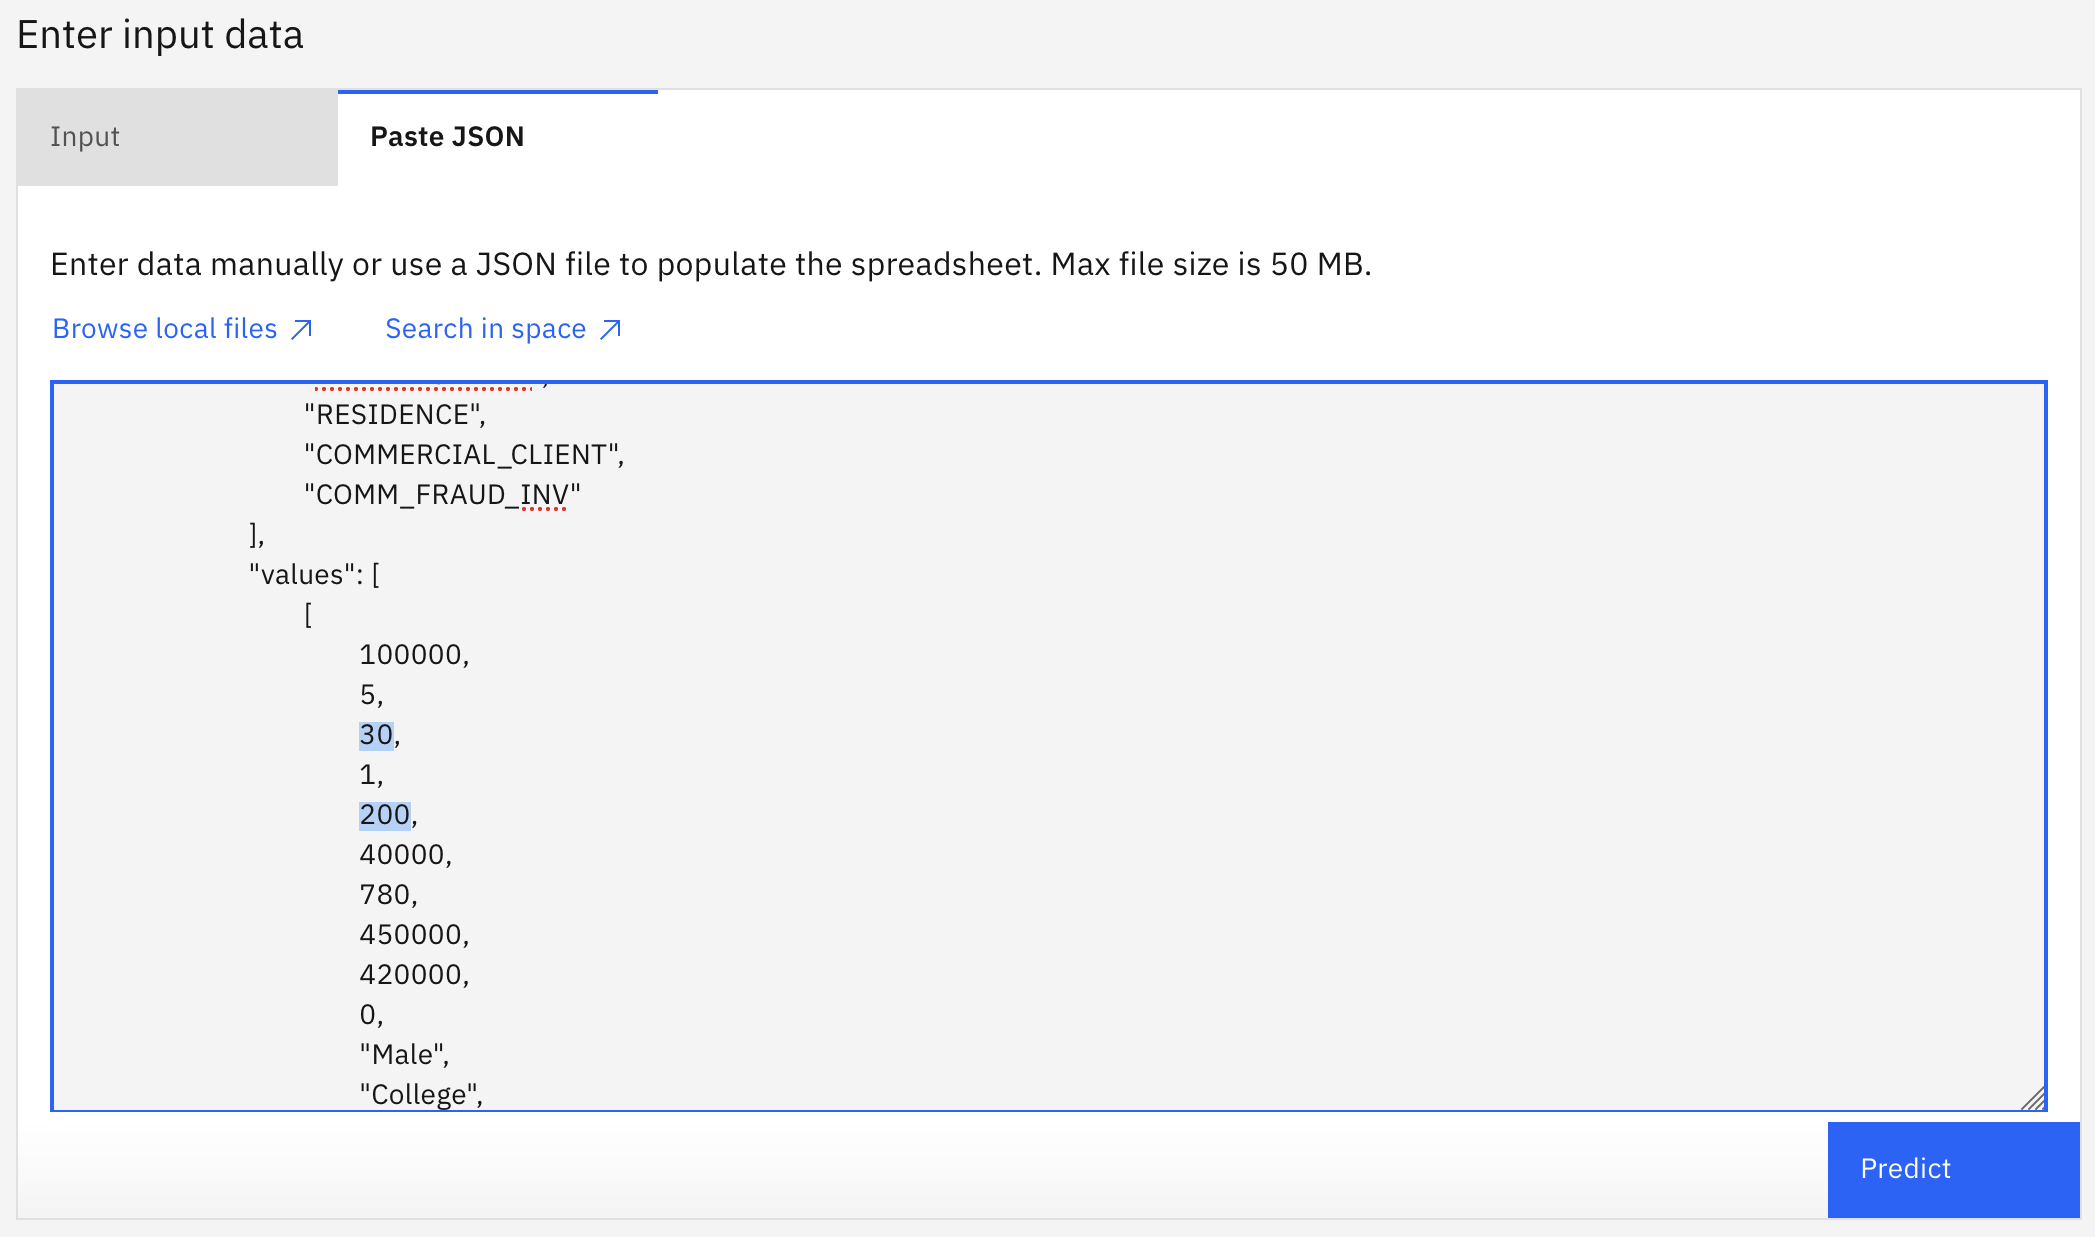 Enter input data
Input
Paste JSON
Enter data manually or use a JSON file to populate the spreadsheet. Max file size is 50 MB.
Browse local files
Search in space
"RESIDENCE",
"COMMERCIAL_CLIENT",
"COMM_FRAUD_INV"
],
"values": [
[
100000,
5,
30,
1,
200,
40000,
780,
450000,
420000,
0,
"Male",
"College",
Predict